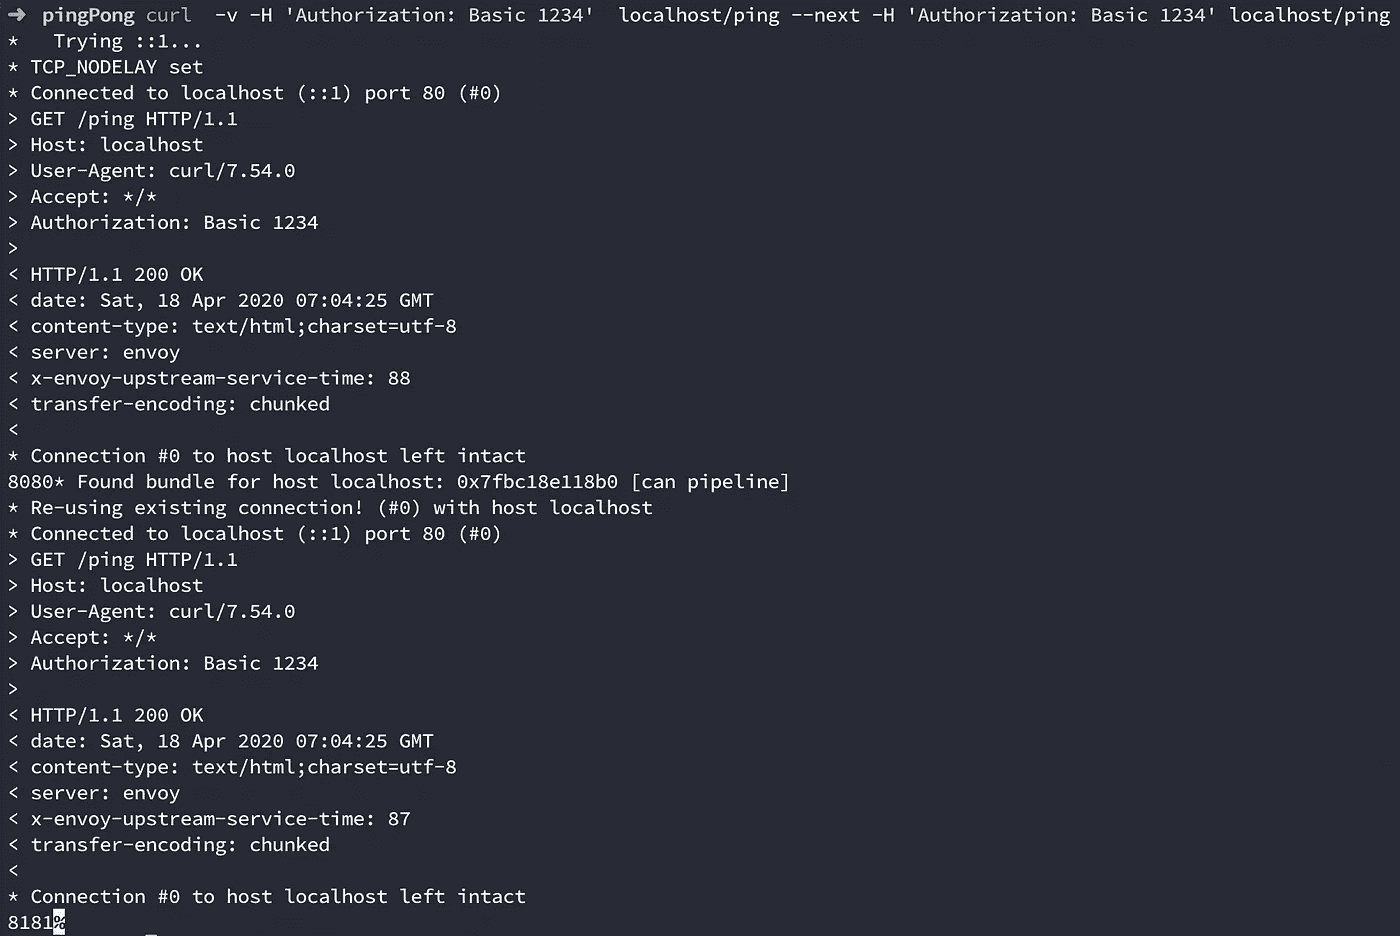 ➜ pingPong curl  -v -H 'Authorization: Basic 1234'  localhost/ping --next -H 'Authorization: Basic 1234' localhost/ping
*   Trying ::1...
* TCP_NODELAY set
* Connected to localhost (::1) port 80 (#0)
> GET /ping HTTP/1.1
> Host: localhost
> User-Agent: curl/7.54.0
> Accept: */*
> Authorization: Basic 1234
>
< HTTP/1.1 200 OK
< date: Sat, 18 Apr 2020 07:04:25 GMT
< content-type: text/html;charset=utf-8
< server: envoy
< x-envoy-upstream-service-time: 88
< transfer-encoding: chunked
<
* Connection #0 to host localhost left intact
8080* Found bundle for host localhost: 0x7fbc18e118b0 [can pipeline]
* Re-using existing connection! (#0) with host localhost
* Connected to localhost (::1) port 80 (#0)
> GET /ping HTTP/1.1
> Host: localhost
> User-Agent: curl/7.54.0
> Accept: */*
> Authorization: Basic 1234
>
< HTTP/1.1 200 OK
< date: Sat, 18 Apr 2020 07:04:25 GMT
< content-type: text/html;charset=utf-8
< server: envoy
< x-envoy-upstream-service-time: 87
< transfer-encoding: chunked
<
* Connection #0 to host localhost left intact
8181%